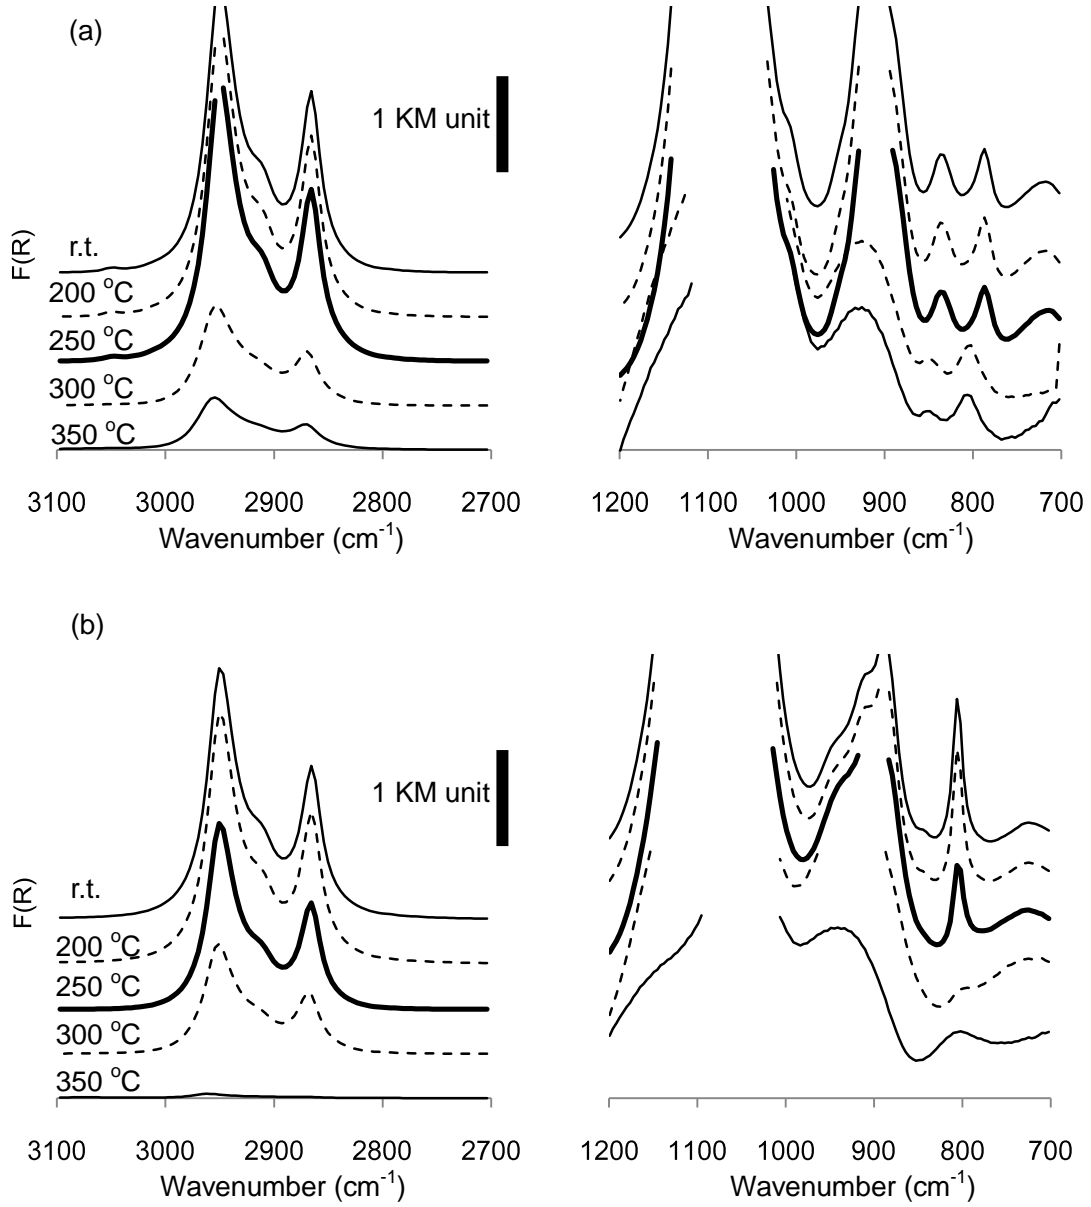 (a)
1 KM unit
F(R)
r.t.
200 °C
250 °C
300 °C
350 °C
3100 3000 2900 2800 2700
Wavenumber (cm⁻¹)
1200 1000 900 800 700
Wavenumber (cm⁻¹)
(b)
1 KM unit
F(R)
r.t.
200 °C
250 °C
300 °C
350 °C
3100 3000 2900 2800 2700
Wavenumber (cm⁻¹)
1200 1100 1000 900 800 700
Wavenumber (cm⁻¹)